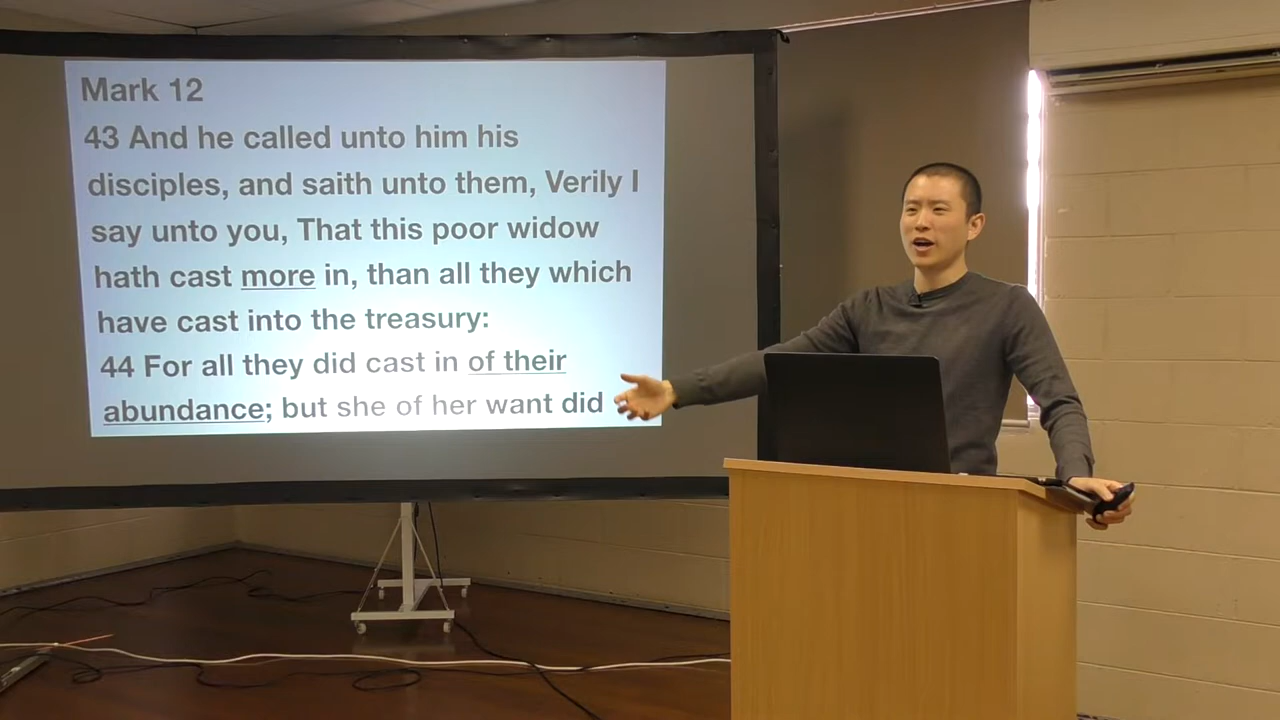 Mark 12
43 And he called unto him his
disciples, and saith unto them, Verily I
say unto you, That this poor widow
hath cast more in, than all they which
have cast into the treasury:
44 For all they did cast in of their
abundance; but she of her want did